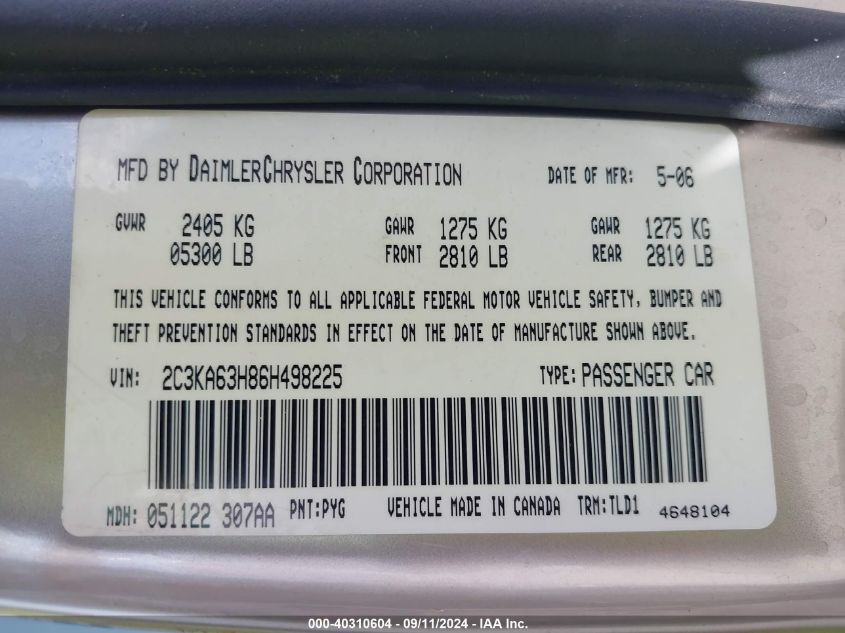 MFD BY DAIMLERCHRYSLER CORPORATION DATE OF MFR: 5-06
GVWR 2405 KG GAWR 1275 KG GAWR 1275 KG
05300 LB FRONT 2810 LB REAR 2810 LB
THIS VEHICLE CONFORMS TO ALL APPLICABLE FEDERAL MOTOR VEHICLE SAFETY, BUMPER AND
THEFT PREVENTION STANDARDS IN EFFECT ON THE DATE OF MANUFACTURE SHOWN ABOVE.
VIN: 2C3KA63H86H498225 TYPE: PASSENGER CAR
MDH: 051122 307AA PNT:PYG VEHICLE MADE IN CANADA TRM:TLD1 4648104
000-40310604 - 09/11/2024 - IAA Inc.